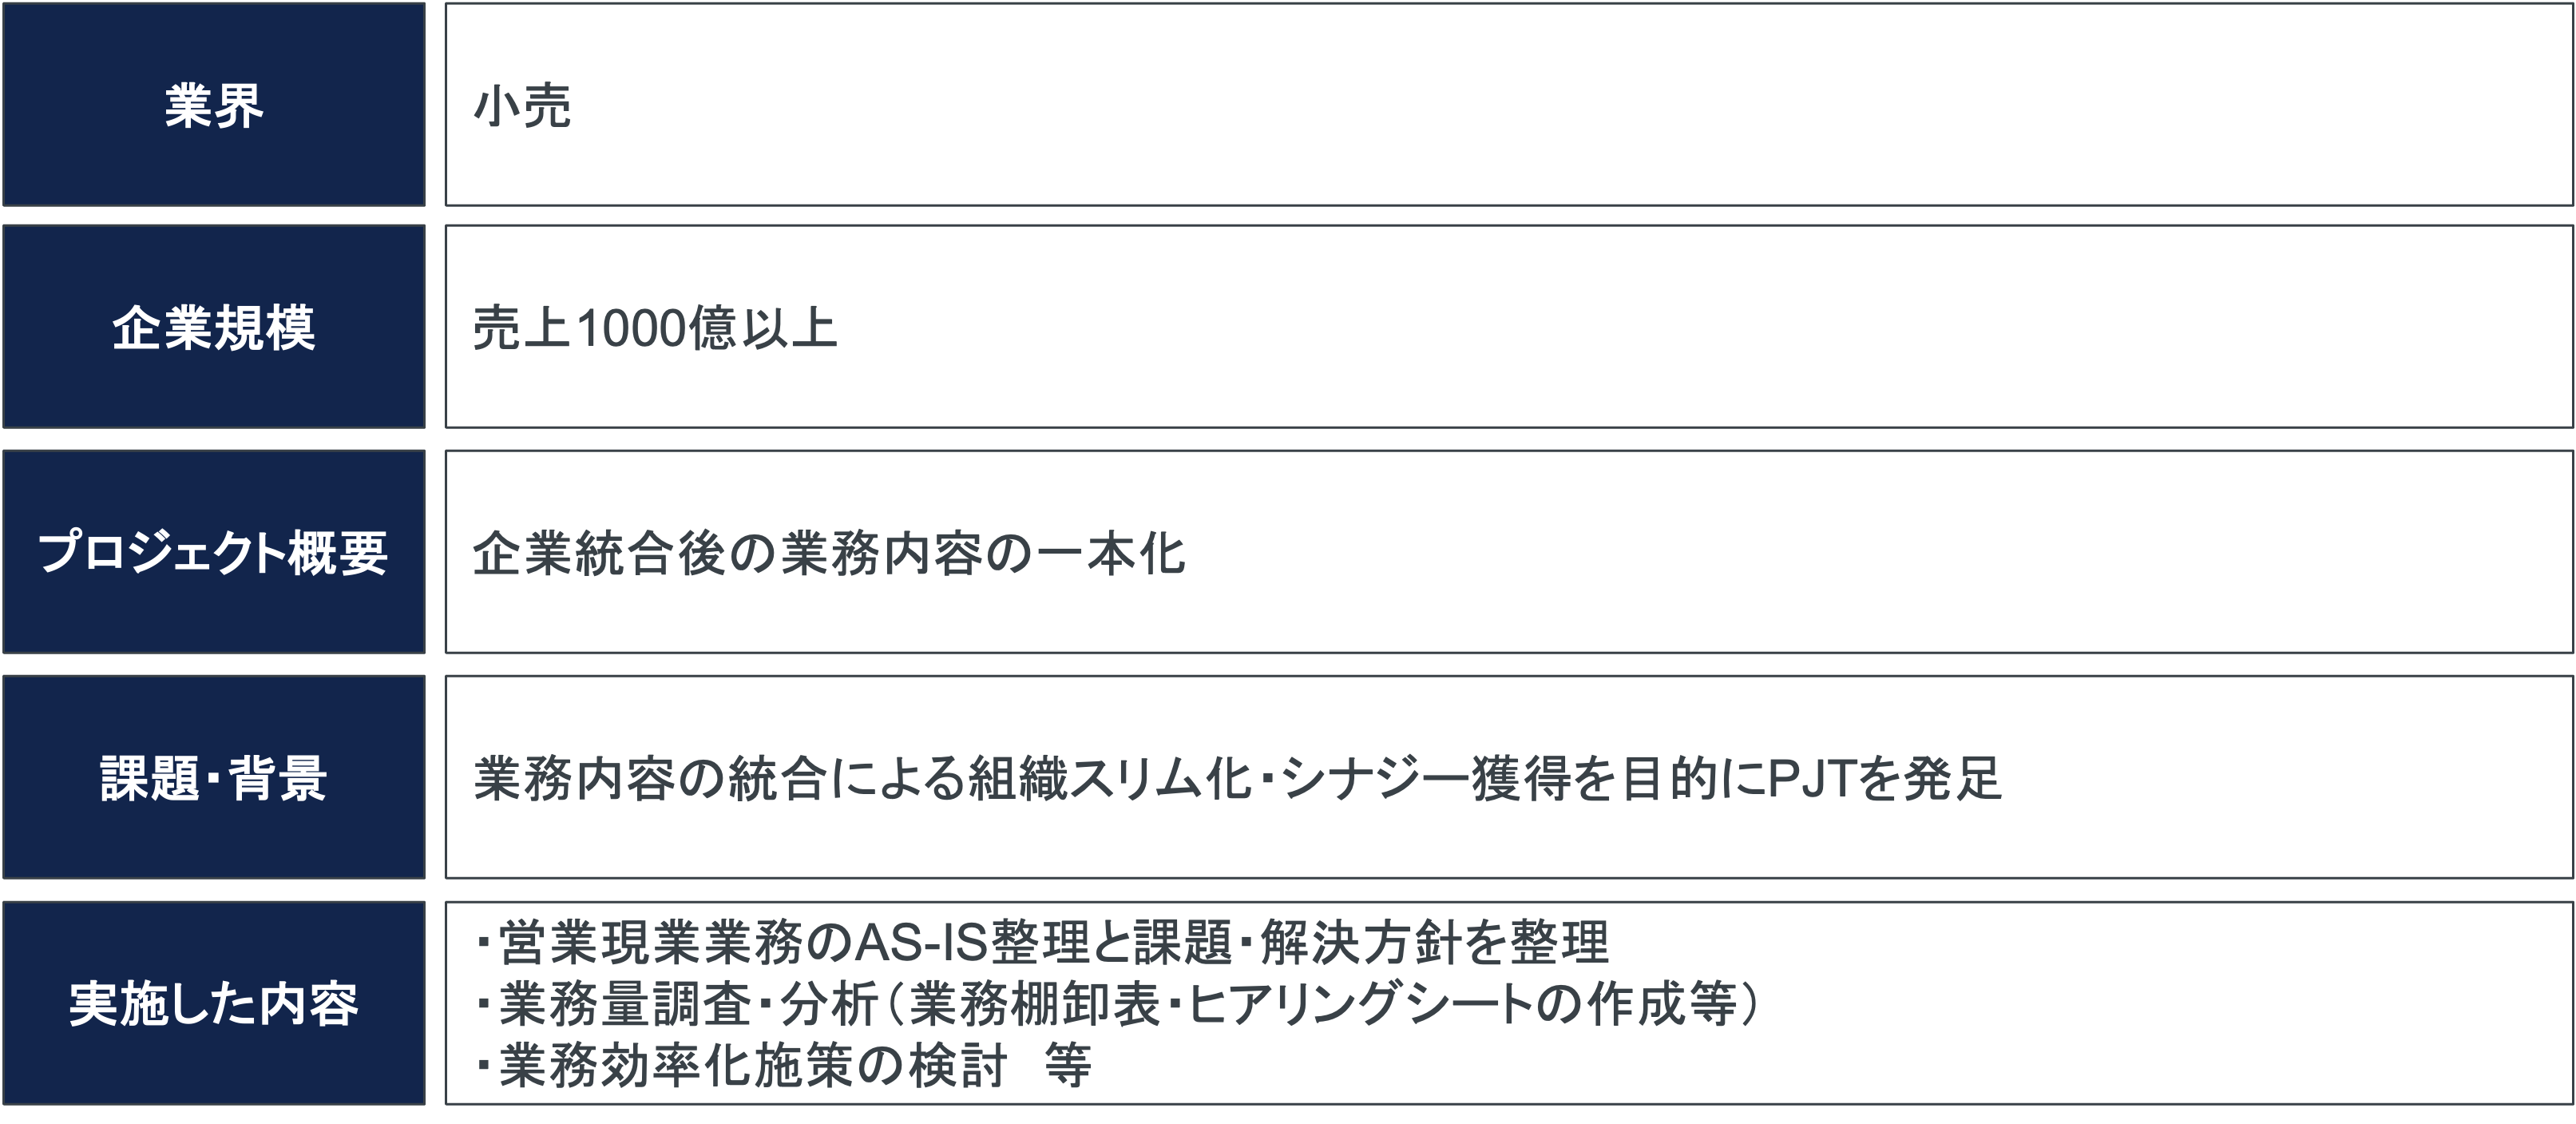 業界
小売
企業規模
売上1000億以上
プロジェクト概要
企業統合後の業務内容の一本化
課題・背景
業務内容の統合による組織スリム化・シナジー獲得を目的にPJTを発足
実施した内容
・営業現業業務のAS-IS整理と課題・解決方針を整理
・業務量調査・分析（業務棚卸表・ヒアリングシートの作成等）
・業務効率化施策の検討　等